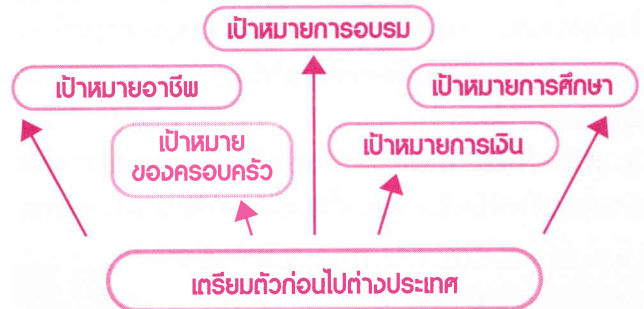 เป้าหมายการอบรม
เป้าหมายอาชีพ
เป้าหมายการศึกษา
เป้าหมาย
ของครอบครัว
เป้าหมายการเงิน
เตรียมตัวก่อนไปต่างประเทศ